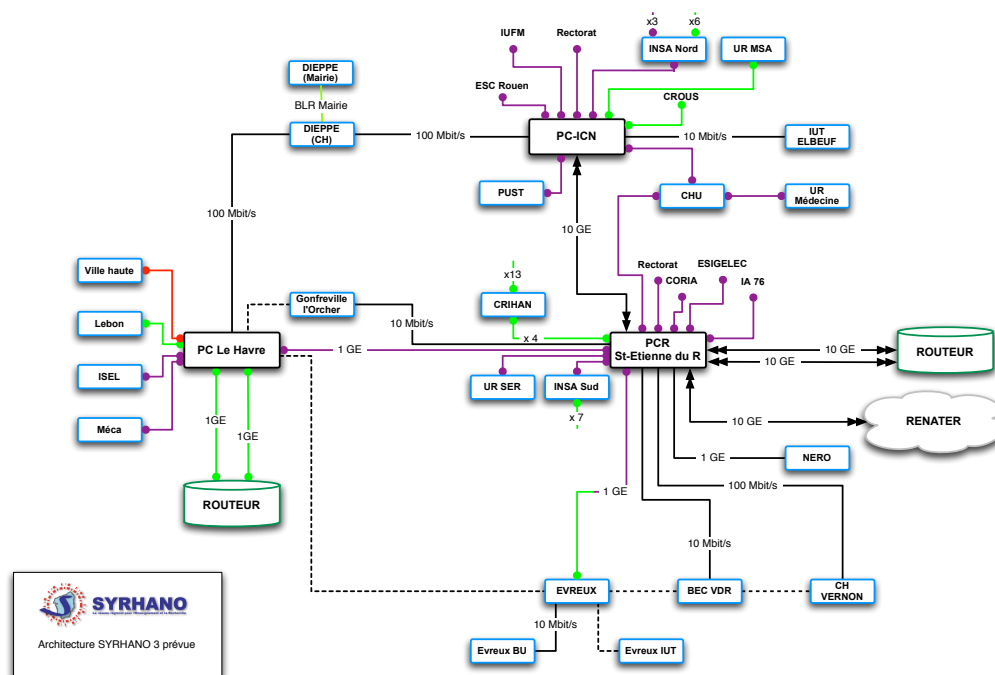 x3
x6
IUFM
Rectorat
INSA Nord
UR MSA
DIEPPE
(Mairie)
ESC Rouen
CROUS
BLR Mairie
DIEPPE
(CH)
100 Mbit/s
PC-ICN
10 Mbit/s
IUT
ELBEUF
PUST
CHU
UR
Médecine
100 Mbit/s
10 GE
Rectorat
ESIGELEC
CORIA
IA 76
x13
Ville haute
Gonfreville
l'Orcher
CRIHAN
Lebon
10 Mbit/s
x 4
PC Le Havre
1 GE
PCR
St-Etienne du R
10 GE
10 GE
ROUTEUR
ISEL
UR SER
INSA Sud
Méca
1GE
1GE
x 7
10 GE
RENATER
1 GE
NERO
ROUTEUR
1 GE
100 Mbit/s
10 Mbit/s
10 Mbit/s
EVREUX
BEC VDR
CH
VERNON
10 Mbit/s
Evreux BU
Evreux IUT
SYRHANO
Architecture SYRHANO 3 prévue